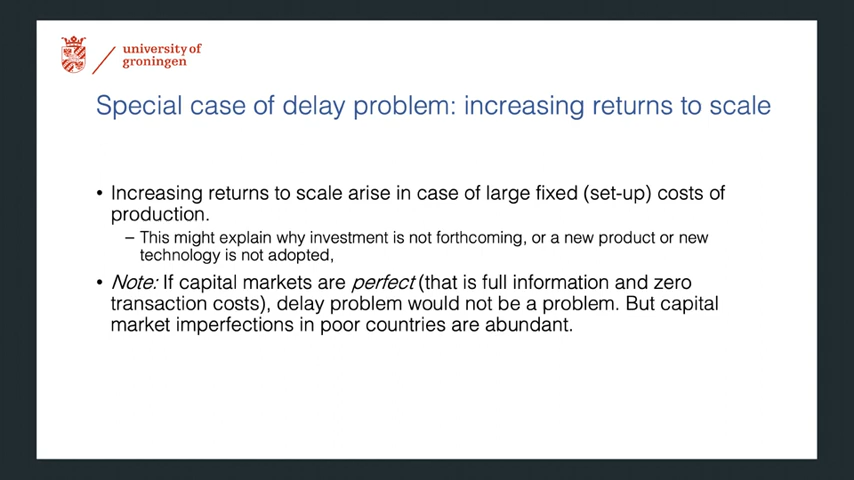 university of
groningen
Special case of delay problem: increasing returns to scale
• Increasing returns to scale arise in case of large fixed (set-up) costs of
production.
– This might explain why investment is not forthcoming, or a new product or new
technology is not adopted,
• Note: If capital markets are perfect (that is full information and zero
transaction costs), delay problem would not be a problem. But capital
market imperfections in poor countries are abundant.